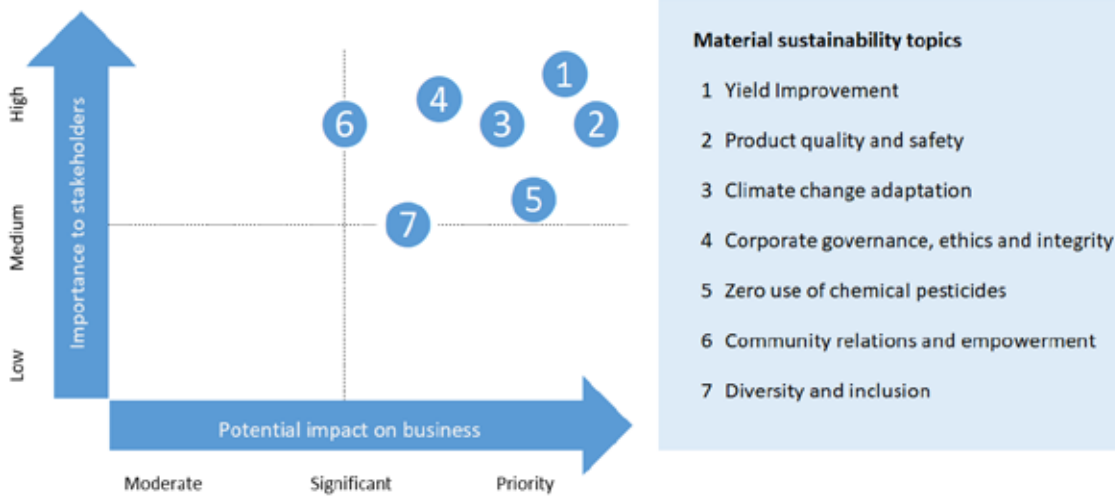 Importance to stakeholders
High
Medium
Low
1
4
6
3
2
5
7
Potential impact on business
Moderate
Significant
Priority
Material sustainability topics
1 Yield Improvement
2 Product quality and safety
3 Climate change adaptation
4 Corporate governance, ethics and integrity
5 Zero use of chemical pesticides
6 Community relations and empowerment
7 Diversity and inclusion